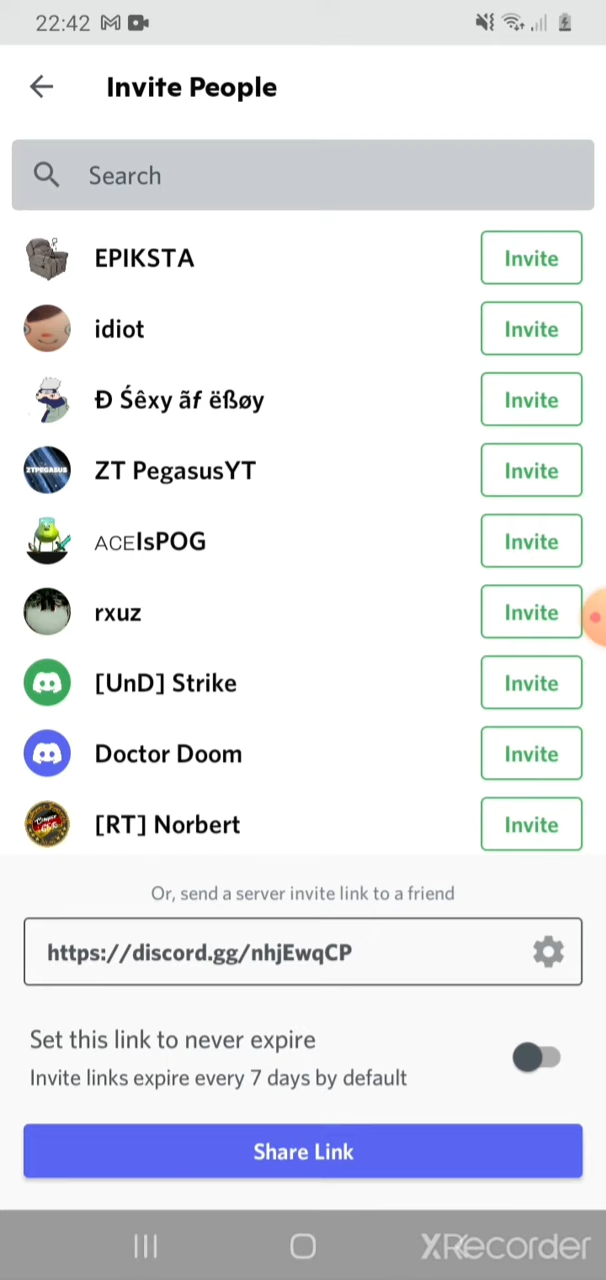 22:42
Invite People
Search
EPIKSTA Invite
idiot Invite
Đ Śêxy ãf ëßøy Invite
ZTPEGASUS ZT PegasusYT Invite
ACEIsPOG Invite
rxuz Invite
[UnD] Strike Invite
Doctor Doom Invite
[RT] Norbert Invite
Or, send a server invite link to a friend
https://discord.gg/nhjEwqCP
Set this link to never expire
Invite links expire every 7 days by default
Share Link
XRecorder